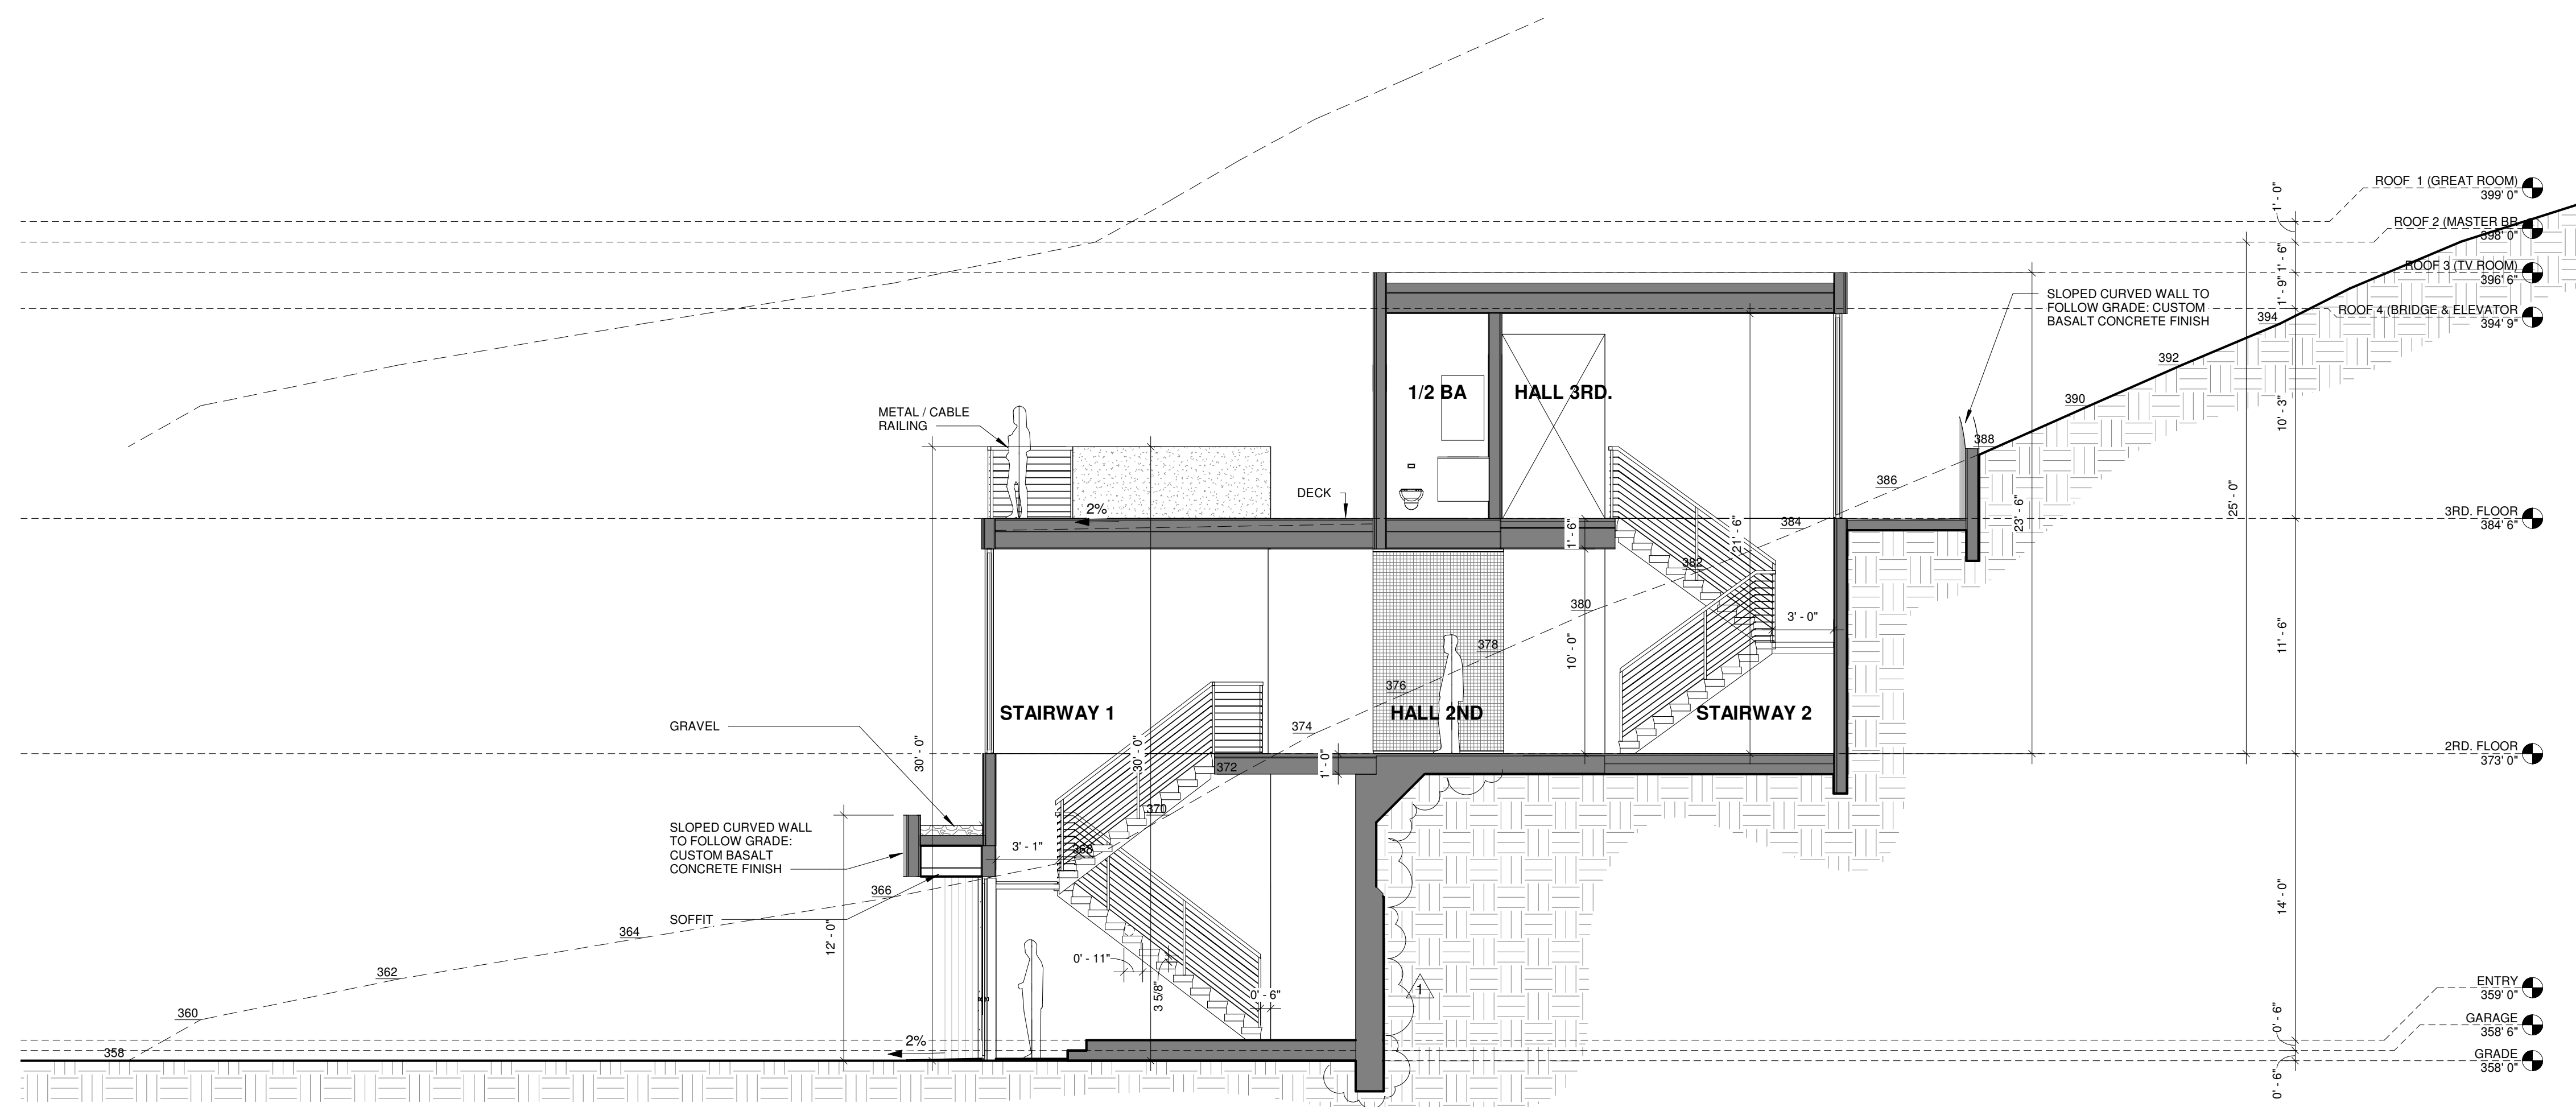 ROOF  1 (GREAT ROOM)
399' 0"
1' - 0"
ROOF 2 (MASTER BR
398' 0"
1' - 6"
ROOF 3 (TV ROOM)
396' 6"
1' - 9"
ROOF 4 (BRIDGE & ELEVATOR
394' 9"
SLOPED CURVED WALL TO
FOLLOW GRADE: CUSTOM
BASALT CONCRETE FINISH
394
392
390
388
386
384
382
380
378
376
374
372
370
368
366
364
362
360
358
1/2 BA
HALL 3RD.
METAL / CABLE
RAILING
DECK
2%
10' - 3"
25' - 0"
23' - 6"
21' - 6"
1' - 6"
3RD. FLOOR
384' 6"
11' - 6"
10' - 0"
3' - 0"
STAIRWAY 1
HALL 2ND
STAIRWAY 2
GRAVEL
30' - 0"
30' - 0"
1' - 0"
2RD. FLOOR
373' 0"
SLOPED CURVED WALL
TO FOLLOW GRADE:
CUSTOM BASALT
CONCRETE FINISH
3' - 1"
SOFFIT
12' - 0"
14' - 0"
0' - 11"
3 5/8"
0' - 6"
1
2%
ENTRY
359' 0"
0' - 6"
GARAGE
358' 6"
GRADE
358' 0"
0' - 6"